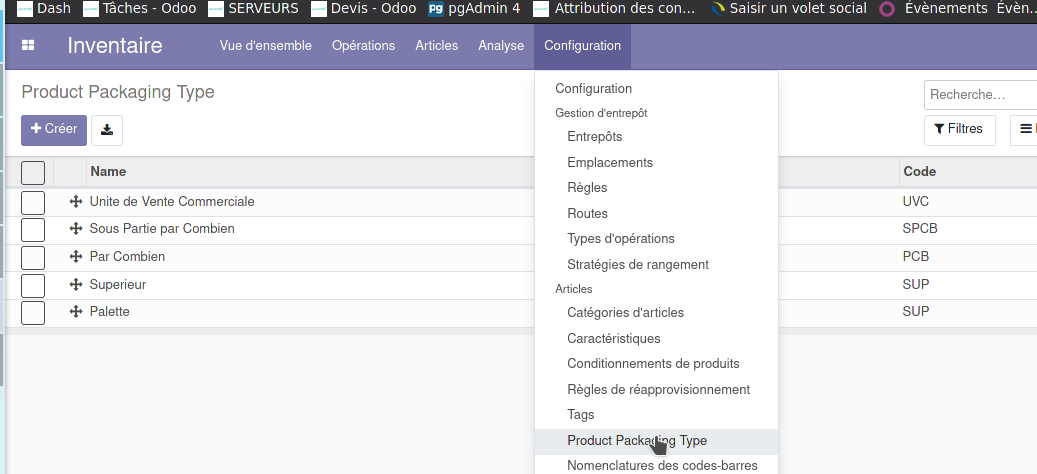 Dash Tâches - Odoo SERVEURS Devis - Odoo pgAdmin 4 Attribution des con... Saisir un volet social Évènements Évèn...
Inventaire Vue d'ensemble Opérations Articles Analyse Configuration
Product Packaging Type
Recherche...
Créer
Filtres
Configuration
Gestion d'entrepôt
Entrepôts
Emplacements
Règles
Routes
Types d'opérations
Stratégies de rangement
Articles
Catégories d'articles
Caractéristiques
Conditionnements de produits
Règles de réapprovisionnement
Tags
Product Packaging Type
Nomenclatures des codes-barres
Name Code
Unite de Vente Commerciale UVC
Sous Partie par Combien SPCB
Par Combien PCB
Superieur SUP
Palette SUP